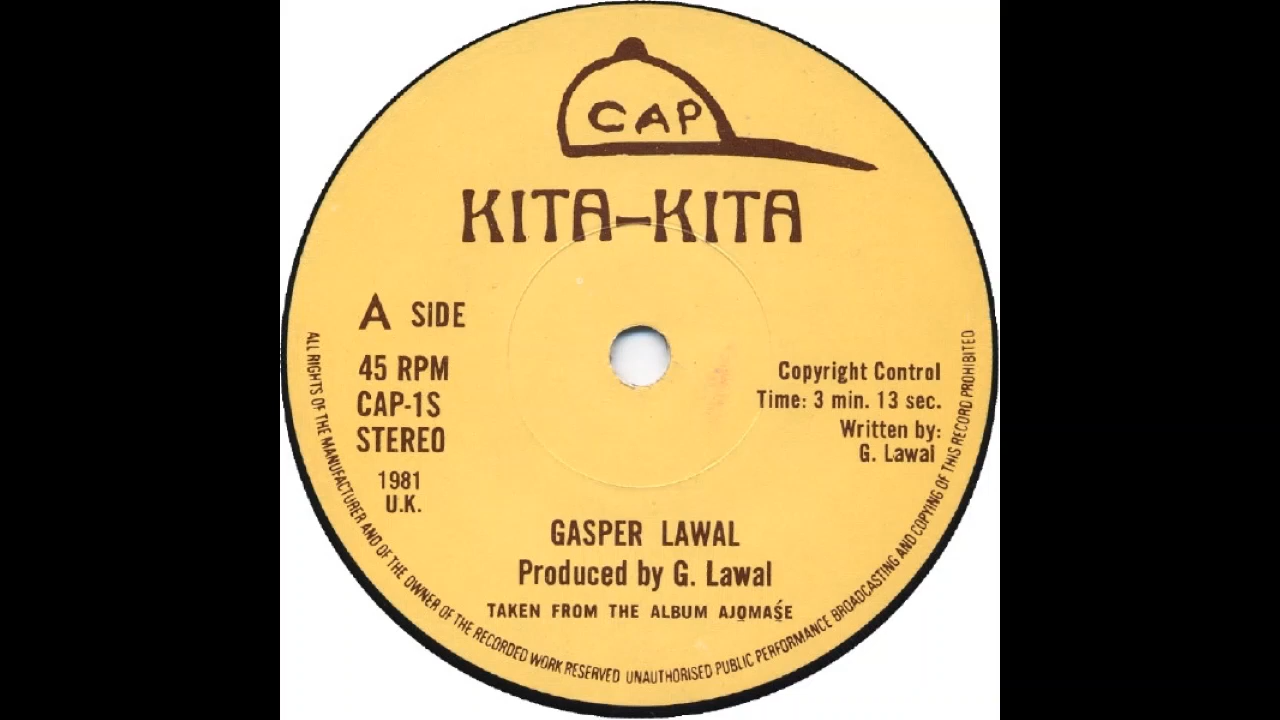 CAP
KITA-KITA
A SIDE
45 RPM
CAP-1S
STEREO
1981
U.K.
Copyright Control
Time: 3 min. 13 sec.
Written by:
G. Lawal
GASPER LAWAL
Produced by G. Lawal
TAKEN FROM THE ALBUM AJỌMAṢ́E
ALL RIGHTS OF THE MANUFACTURER AND OF THE OWNER OF THE RECORDED WORK RESERVED UNAUTHORISED PUBLIC PERFORMANCE BROADCASTING AND COPYING OF THIS RECORD PROHIBITED